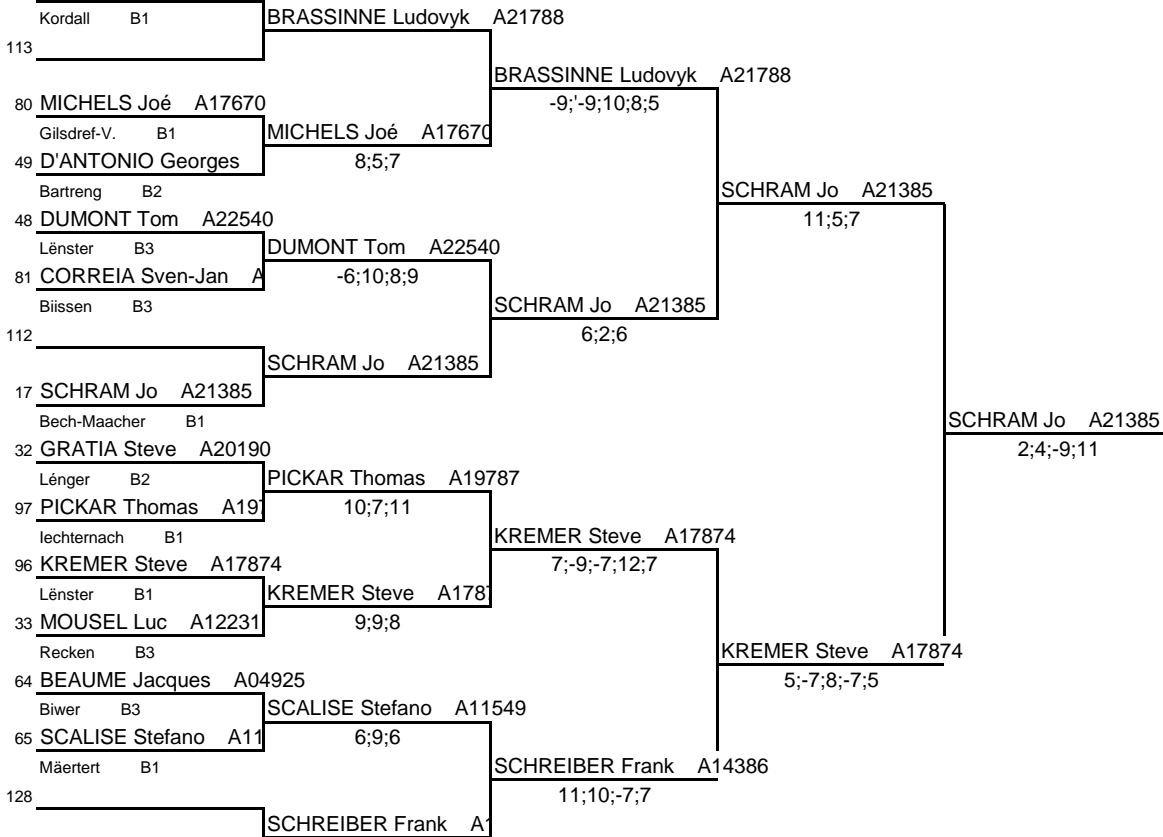 Kordall B1 BRASSINNE Ludovyk A21788
113
BRASSINNE Ludovyk A21788
80 MICHELS Joé A17670 -9;'-9;10;8;5
Gilsdref-V. B1 MICHELS Joé A17670
49 D'ANTONIO Georges 8;5;7
Bartreng B2 SCHRAM Jo A21385
48 DUMONT Tom A22540 11;5;7
Lënster B3 DUMONT Tom A22540
81 CORREIA Sven-Jan A -6;10;8;9
Biissen B3 SCHRAM Jo A21385
112 6;2;6
SCHRAM Jo A21385
17 SCHRAM Jo A21385
Bech-Maacher B1 SCHRAM Jo A21385
32 GRATIA Steve A20190 2;4;-9;11
Lénger B2 PICKAR Thomas A19787
97 PICKAR Thomas A19 10;7;11
Iechternach B1 KREMER Steve A17874
96 KREMER Steve A17874 7;-9;-7;12;7
Lënster B1 KREMER Steve A178
33 MOUSEL Luc A12231 9;9;8
Recken B3 KREMER Steve A17874
64 BEAUME Jacques A04925 5;-7;8;-7;5
Biwer B3 SCALISE Stefano A11549
65 SCALISE Stefano A11 6;9;6
Mäertert B1 SCHREIBER Frank A14386
128 11;10;-7;7
SCHREIBER Frank A